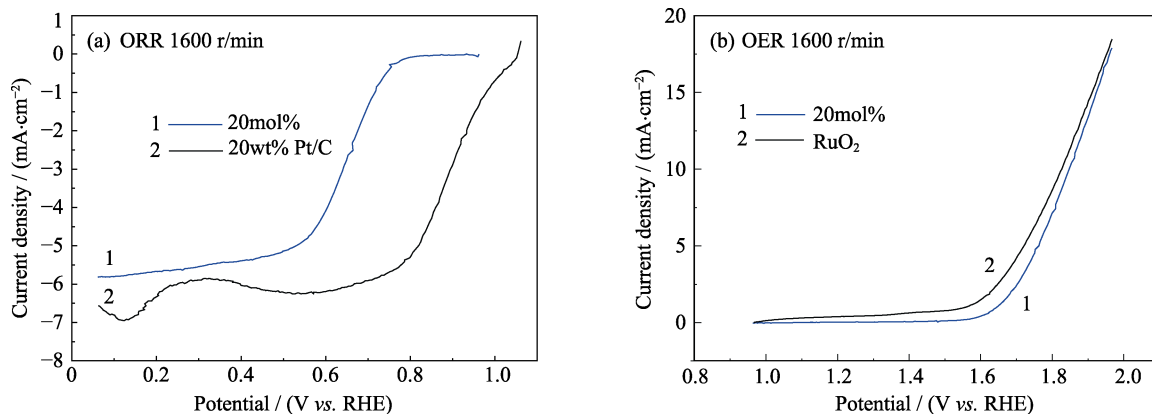 (a) ORR 1600 r/min
1 20mol%
2 20wt% Pt/C
1
2
1
0
−1
−2
−3
−4
−5
−6
−7
−8
0 0.2 0.4 0.6 0.8 1.0
Current density / (mA·cm⁻²)
Potential / (V vs. RHE)
(b) OER 1600 r/min
1 20mol%
2 RuO₂
2
1
20
15
10
5
0
0.8 1.0 1.2 1.4 1.6 1.8 2.0
Current density / (mA·cm⁻²)
Potential / (V vs. RHE)